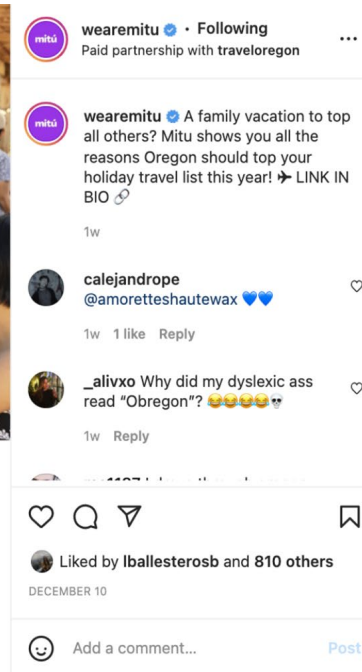 mitú
wearemitu • Following
Paid partnership with traveloregon
mitú
wearemitu A family vacation to top
all others? Mitu shows you all the
reasons Oregon should top your
holiday travel list this year! ✈ LINK IN
BIO 🔗
1w
calejandrope
@amoretteshautewax 💙💙
1w 1 like Reply
_alivxo Why did my dyslexic ass
read “Obregon”? 😂😂😂😂💀
1w Reply
Liked by lballesterosb and 810 others
DECEMBER 10
Add a comment... Post